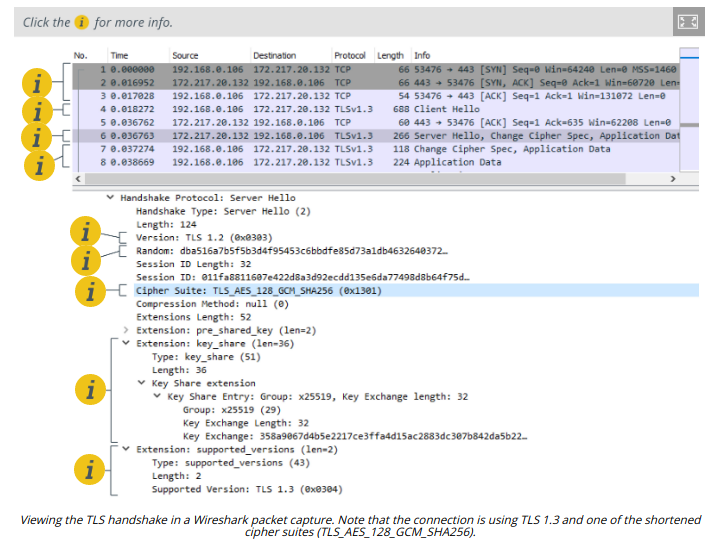 Click the i for more info.
No. Time Source Destination Protocol Length Info
1 0.000000 192.168.0.106 172.217.20.132 TCP 66 53476 → 443 [SYN] Seq=0 Win=64240 Len=0 MSS=1460
2 0.016952 172.217.20.132 192.168.0.106 TCP 66 443 → 53476 [SYN, ACK] Seq=0 Ack=1 Win=60720 Len=
3 0.017028 192.168.0.106 172.217.20.132 TCP 54 53476 → 443 [ACK] Seq=1 Ack=1 Win=131072 Len=0
4 0.018272 192.168.0.106 172.217.20.132 TLSv1.3 688 Client Hello
5 0.036762 172.217.20.132 192.168.0.106 TCP 60 443 → 53476 [ACK] Seq=1 Ack=635 Win=62208 Len=0
6 0.036763 172.217.20.132 192.168.0.106 TLSv1.3 266 Server Hello, Change Cipher Spec, Application Dat
7 0.037274 192.168.0.106 172.217.20.132 TLSv1.3 118 Change Cipher Spec, Application Data
8 0.038669 192.168.0.106 172.217.20.132 TLSv1.3 224 Application Data
Handshake Protocol: Server Hello
Handshake Type: Server Hello (2)
Length: 124
Version: TLS 1.2 (0x0303)
Random: dba516a7b5f5b3d4f95453c6bbdfe85d73a1db4632640372…
Session ID Length: 32
Session ID: 011fa8811607e422d8a3d92ecdd135e6da77498d8b64f75d…
Cipher Suite: TLS_AES_128_GCM_SHA256 (0x1301)
Compression Method: null (0)
Extensions Length: 52
Extension: pre_shared_key (len=2)
Extension: key_share (len=36)
Type: key_share (51)
Length: 36
Key Share extension
Key Share Entry: Group: x25519, Key Exchange length: 32
Group: x25519 (29)
Key Exchange Length: 32
Key Exchange: 358a9067d4b5e2217ce3ffa4d15ac2883dc307b842da5b22…
Extension: supported_versions (len=2)
Type: supported_versions (43)
Length: 2
Supported Version: TLS 1.3 (0x0304)
Viewing the TLS handshake in a Wireshark packet capture. Note that the connection is using TLS 1.3 and one of the shortened
cipher suites (TLS_AES_128_GCM_SHA256).